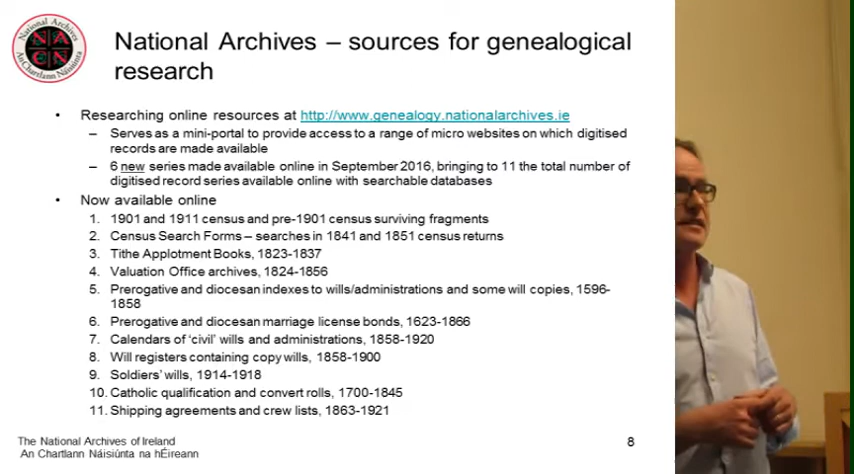 National Archives
N A
C N
AnChartlann Náisiúnta
National Archives – sources for genealogical
research
• Researching online resources at http://www.genealogy.nationalarchives.ie
– Serves as a mini-portal to provide access to a range of micro websites on which digitised
records are made available
– 6 new series made available online in September 2016, bringing to 11 the total number of
digitised record series available online with searchable databases
• Now available online
1. 1901 and 1911 census and pre-1901 census surviving fragments
2. Census Search Forms – searches in 1841 and 1851 census returns
3. Tithe Applotment Books, 1823-1837
4. Valuation Office archives, 1824-1856
5. Prerogative and diocesan indexes to wills/administrations and some will copies, 1596-
1858
6. Prerogative and diocesan marriage license bonds, 1623-1866
7. Calendars of ‘civil’ wills and administrations, 1858-1920
8. Will registers containing copy wills, 1858-1900
9. Soldiers’ wills, 1914-1918
10. Catholic qualification and convert rolls, 1700-1845
11. Shipping agreements and crew lists, 1863-1921
The National Archives of Ireland
An Chartlann Náisiúnta na hÉireann
8